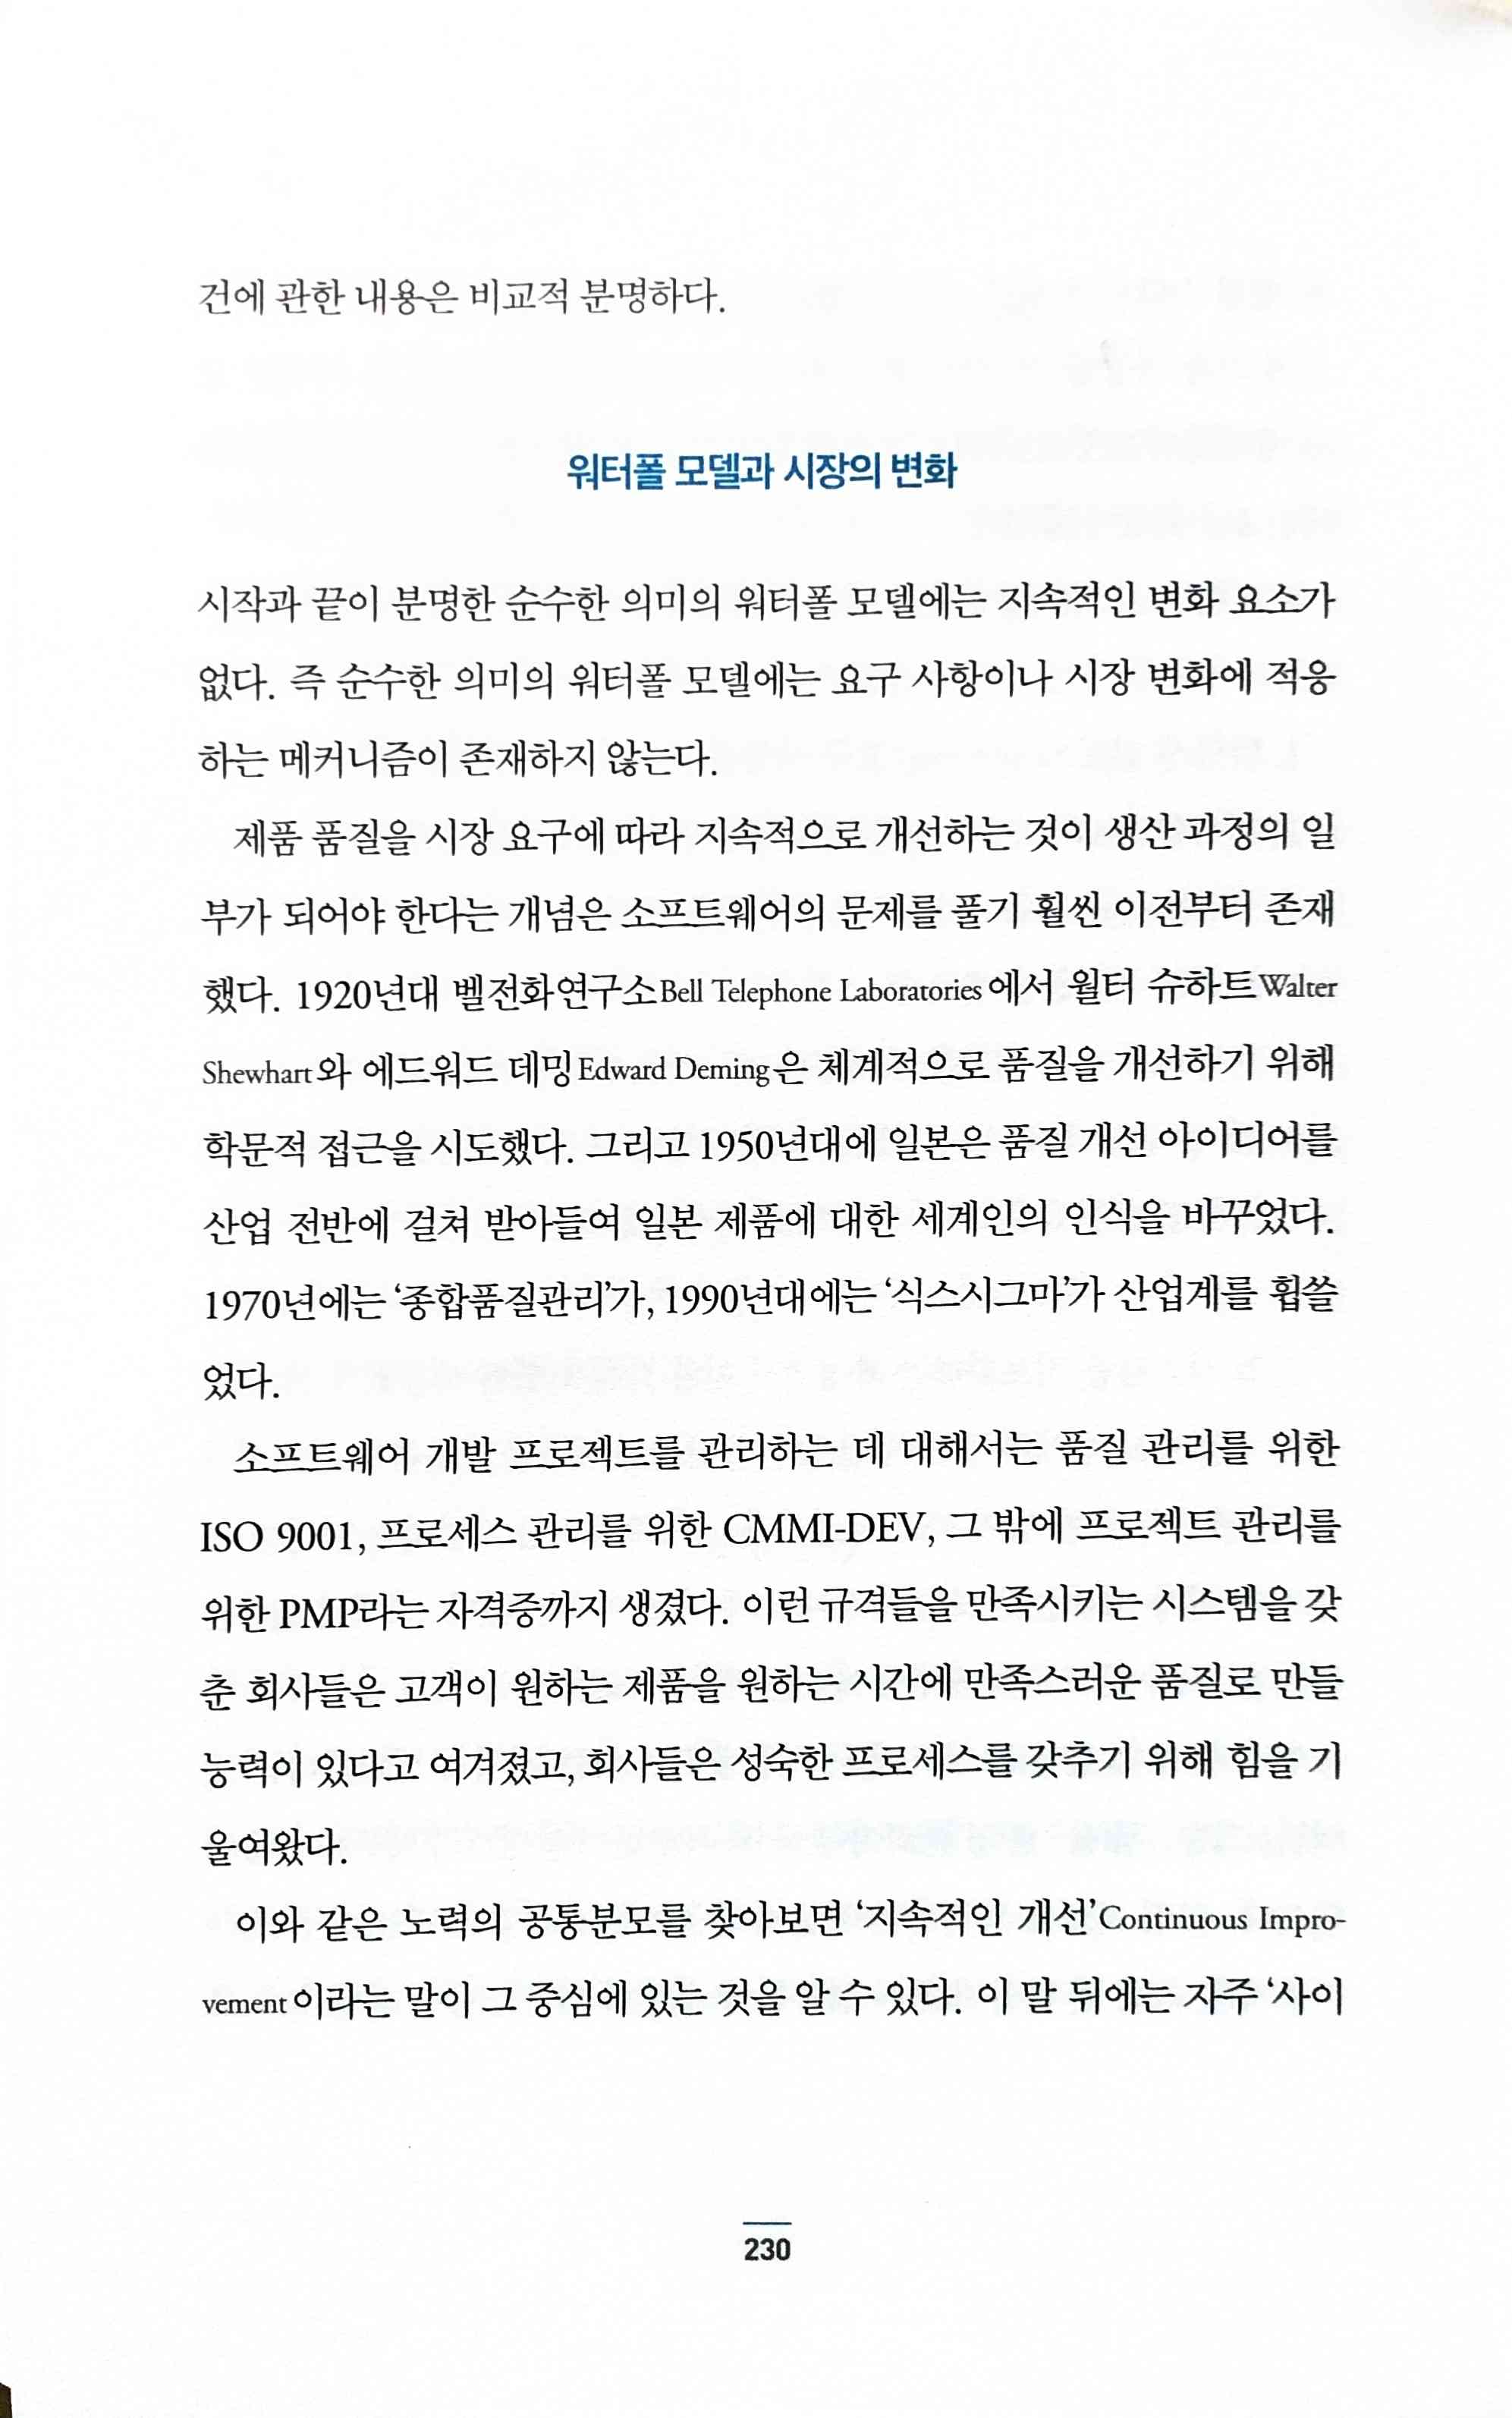 건에 관한 내용은 비교적 분명하다.
워터폴 모델과 시장의 변화
시작과 끝이 분명한 순수한 의미의 워터폴 모델에는 지속적인 변화 요소가
없다. 즉 순수한 의미의 워터폴 모델에는 요구 사항이나 시장 변화에 적응
하는 메커니즘이 존재하지 않는다.
제품 품질을 시장 요구에 따라 지속적으로 개선하는 것이 생산 과정의 일
부가 되어야 한다는 개념은 소프트웨어의 문제를 풀기 훨씬 이전부터 존재
했다. 1920년대 벨전화연구소Bell Telephone Laboratories에서 월터 슈하트Walter
Shewhart와 에드워드 데밍Edward Deming은 체계적으로 품질을 개선하기 위해
학문적 접근을 시도했다. 그리고 1950년대에 일본은 품질 개선 아이디어를
산업 전반에 걸쳐 받아들여 일본 제품에 대한 세계인의 인식을 바꾸었다.
1970년에는 ‘종합품질관리’가, 1990년대에는 ‘식스시그마’가 산업계를 휩쓸
었다.
소프트웨어 개발 프로젝트를 관리하는 데 대해서는 품질 관리를 위한
ISO 9001, 프로세스 관리를 위한 CMMI-DEV, 그 밖에 프로젝트 관리를
위한 PMP라는 자격증까지 생겼다. 이런 규격들을 만족시키는 시스템을 갖
춘 회사들은 고객이 원하는 제품을 원하는 시간에 만족스러운 품질로 만들
능력이 있다고 여겨졌고, 회사들은 성숙한 프로세스를 갖추기 위해 힘을 기
울여왔다.
이와 같은 노력의 공통분모를 찾아보면 ‘지속적인 개선’Continuous Impro-
vement이라는 말이 그 중심에 있는 것을 알 수 있다. 이 말 뒤에는 자주 ‘사이
230